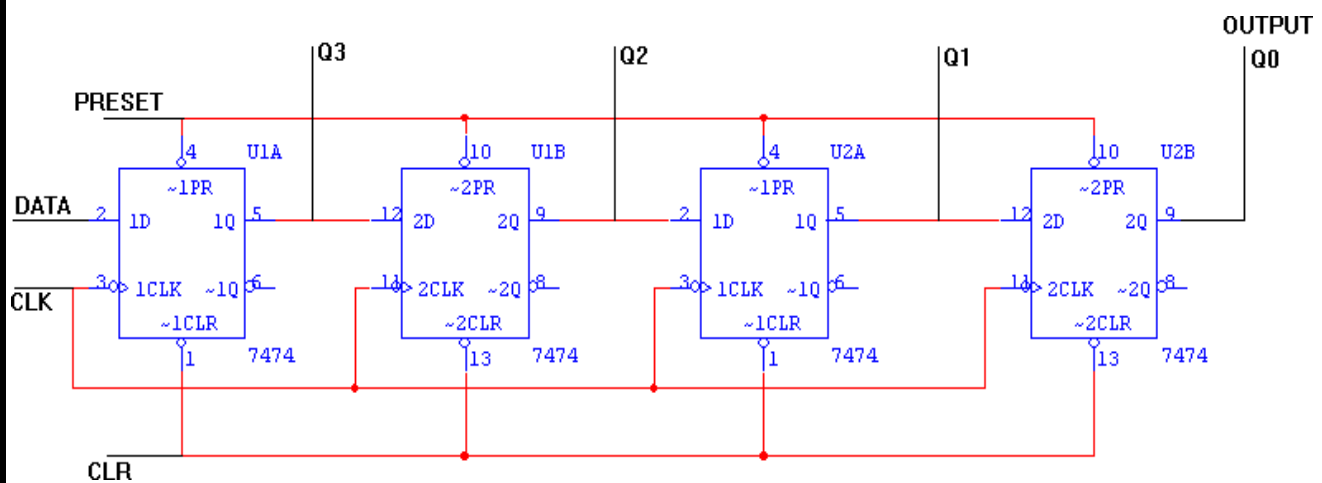 OUTPUT
Q3 Q2 Q1 Q0
PRESET
4 U1A 10 U1B 4 U2A 10 U2B
~1PR ~2PR ~1PR ~2PR
DATA 2 1D 1Q 5 12 2D 2Q 9 2 1D 1Q 5 12 2D 2Q 9
CLK 3 1CLK ~1Q 6 11 2CLK ~2Q 8 3 1CLK ~1Q 6 11 2CLK ~2Q 8
~1CLR ~2CLR ~1CLR ~2CLR
1 7474 13 7474 1 7474 13 7474
CLR